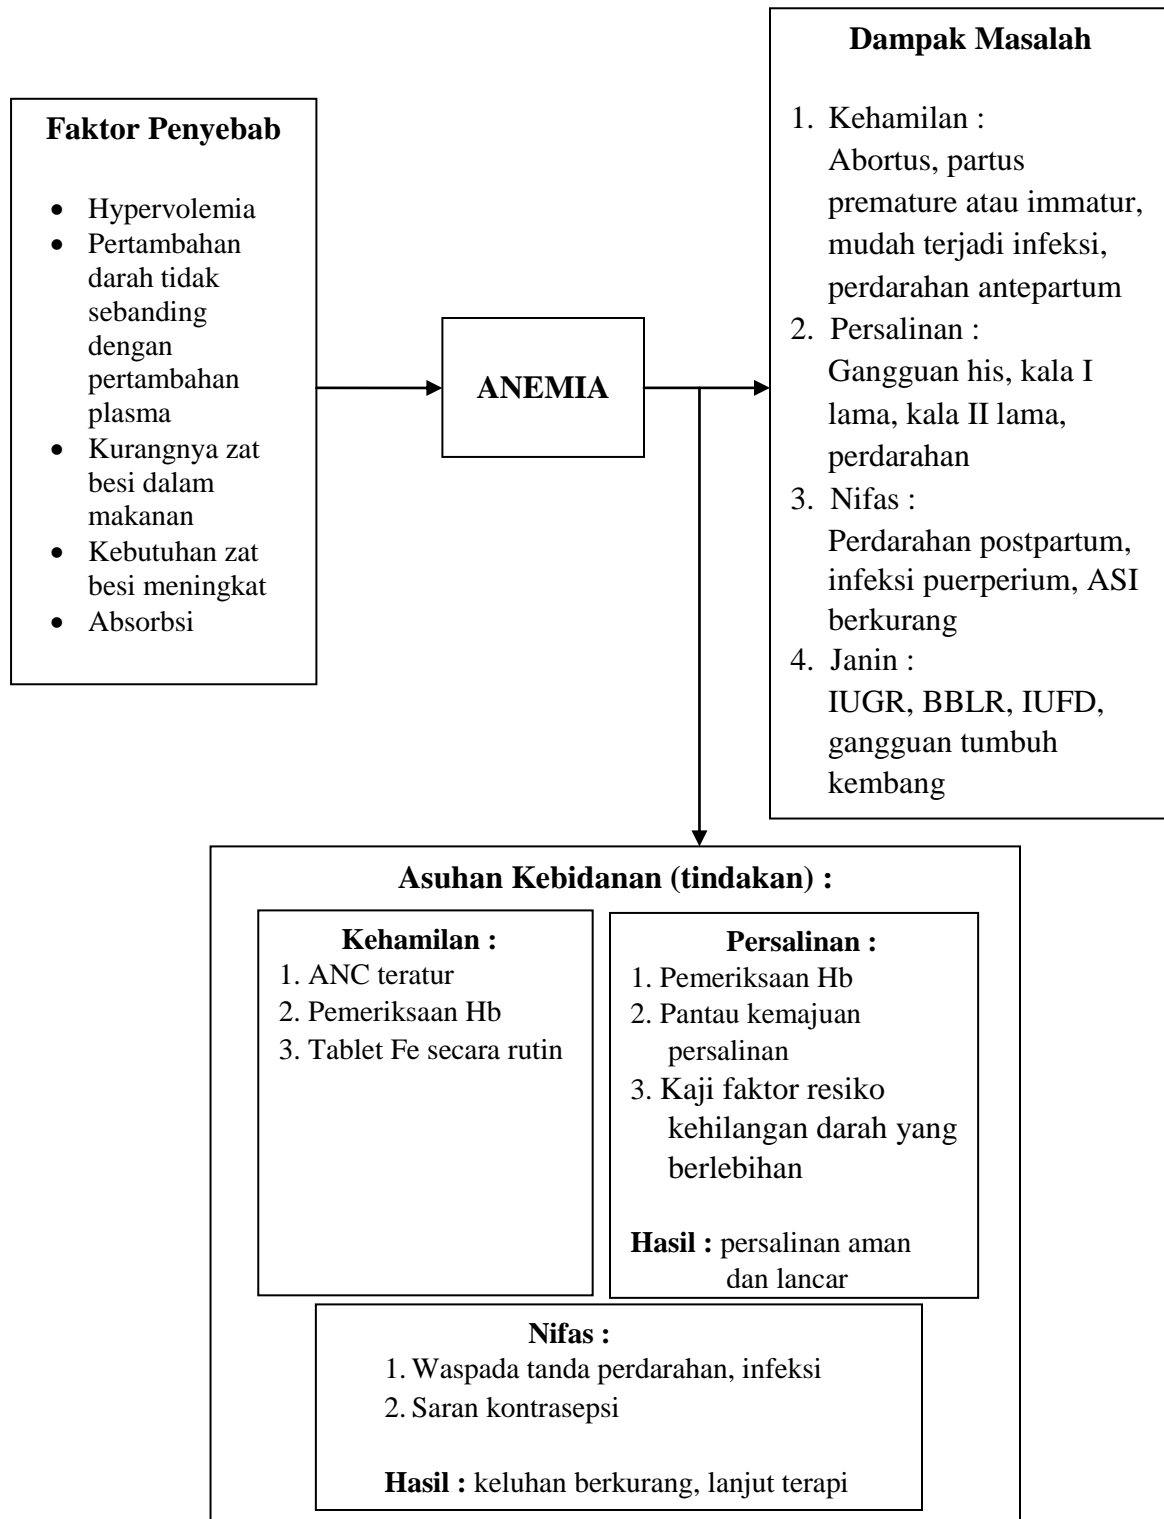 Faktor Penyebab
• Hypervolemia
• Pertambahan
darah tidak
sebanding
dengan
pertambahan
plasma
• Kurangnya zat
besi dalam
makanan
• Kebutuhan zat
besi meningkat
• Absorbsi
ANEMIA
Dampak Masalah
1. Kehamilan :
Abortus, partus
premature atau immatur,
mudah terjadi infeksi,
perdarahan antepartum
2. Persalinan :
Gangguan his, kala I
lama, kala II lama,
perdarahan
3. Nifas :
Perdarahan postpartum,
infeksi puerperium, ASI
berkurang
4. Janin :
IUGR, BBLR, IUFD,
gangguan tumbuh
kembang
Asuhan Kebidanan (tindakan) :
Kehamilan :
1. ANC teratur
2. Pemeriksaan Hb
3. Tablet Fe secara rutin
Persalinan :
1. Pemeriksaan Hb
2. Pantau kemajuan
persalinan
3. Kaji faktor resiko
kehilangan darah yang
berlebihan
Hasil : persalinan aman
dan lancar
Nifas :
1. Waspada tanda perdarahan, infeksi
2. Saran kontrasepsi
Hasil : keluhan berkurang, lanjut terapi